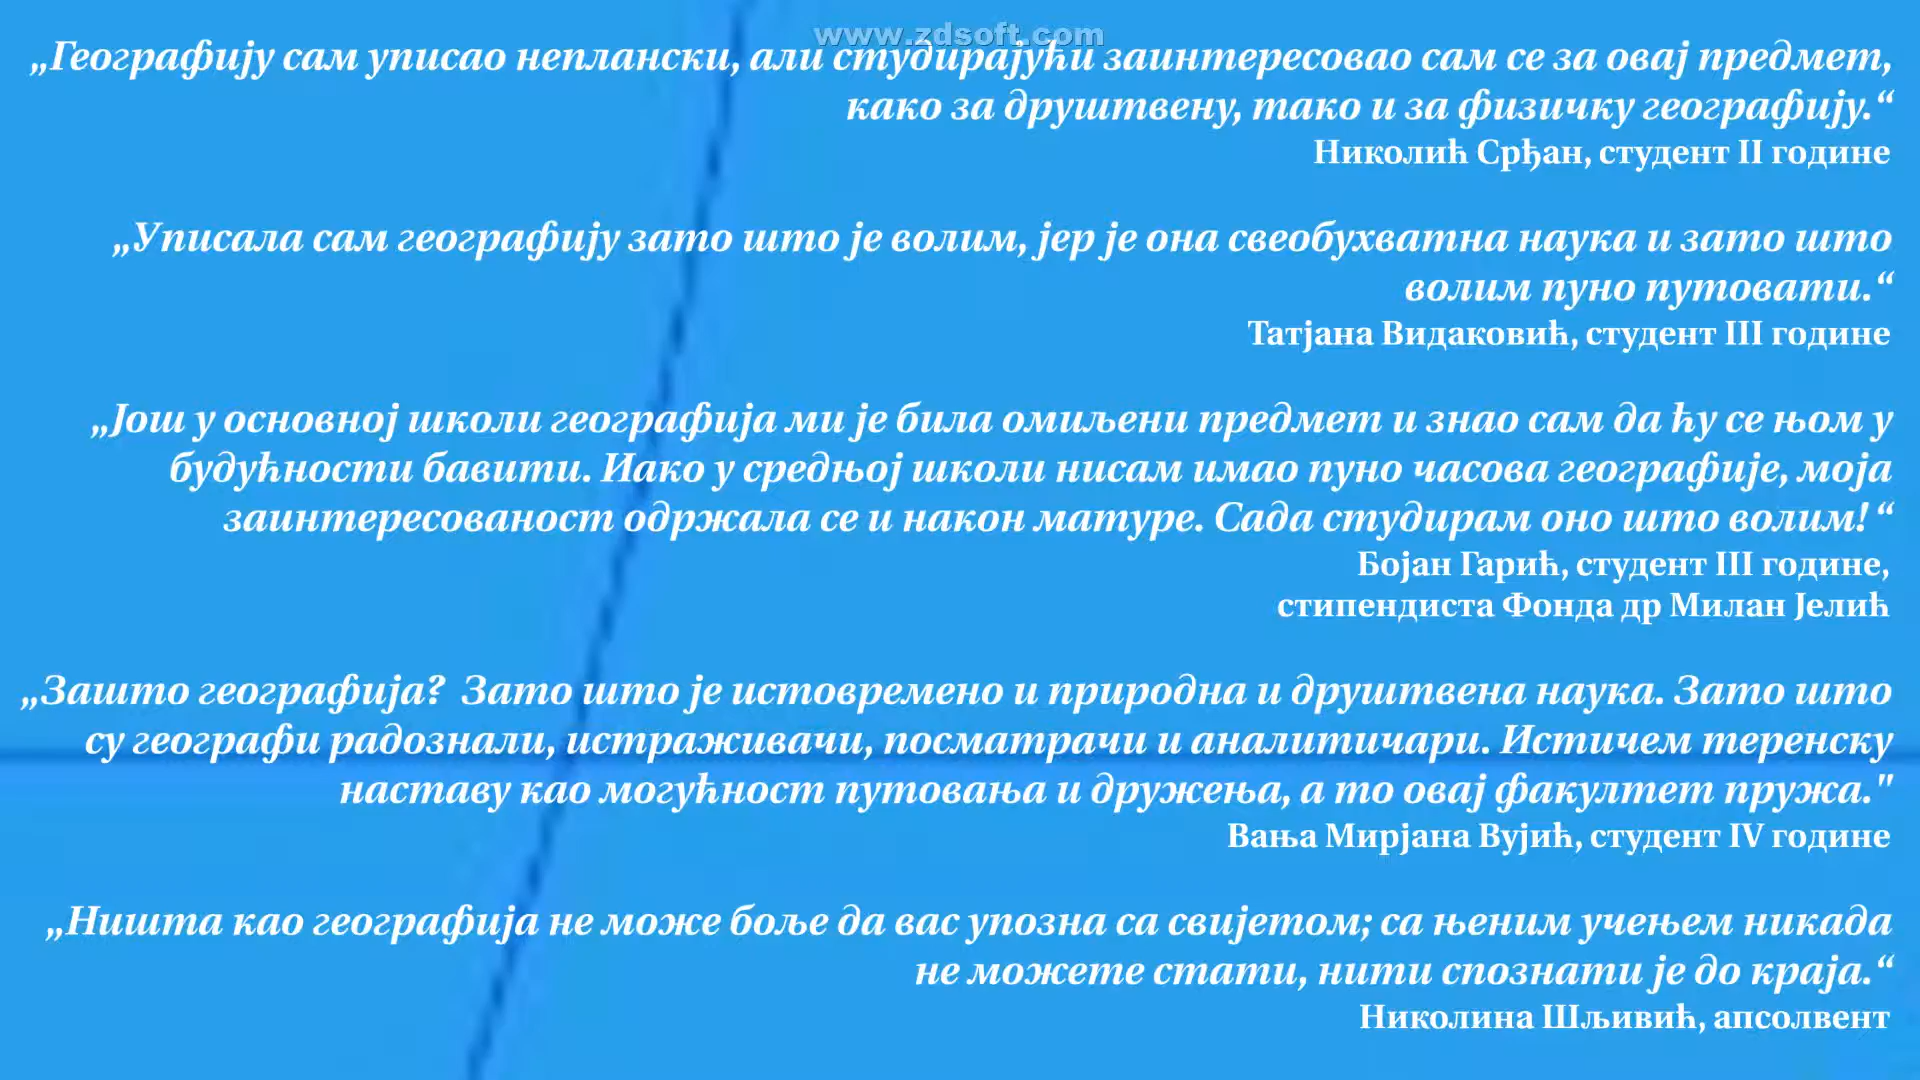 www.zdsoft.com
„Географију сам уписао неплански, али студирајући заинтересовао сам се за овај предмет,
како за друштвену, тако и за физичку географију.“
Николић Срђан, студент II године
„Уписала сам географију зато што је волим, јер је она свеобухватна наука и зато што
волим пуно путовати.“
Татјана Видаковић, студент III године
„Још у основној школи географија ми је била омиљени предмет и знао сам да ћу се њом у
будућности бавити. Иако у средњој школи нисам имао пуно часова географије, моја
заинтересованост одржала се и након матуре. Сада студирам оно што волим!“
Бојан Гарић, студент III године,
стипендиста Фонда др Милан Јелић
„Зашто географија?  Зато што је истовремено и природна и друштвена наука. Зато што
су географи радознали, истраживачи, посматрачи и аналитичари. Истичем теренску
наставу као могућност путовања и дружења, а то овај факултет пружа."
Вања Мирјана Вујић, студент IV године
„Ништа као географија не може боље да вас упозна са свијетом; са њеним учењем никада
не можете стати, нити спознати је до краја.“
Николина Шљивић, апсолвент